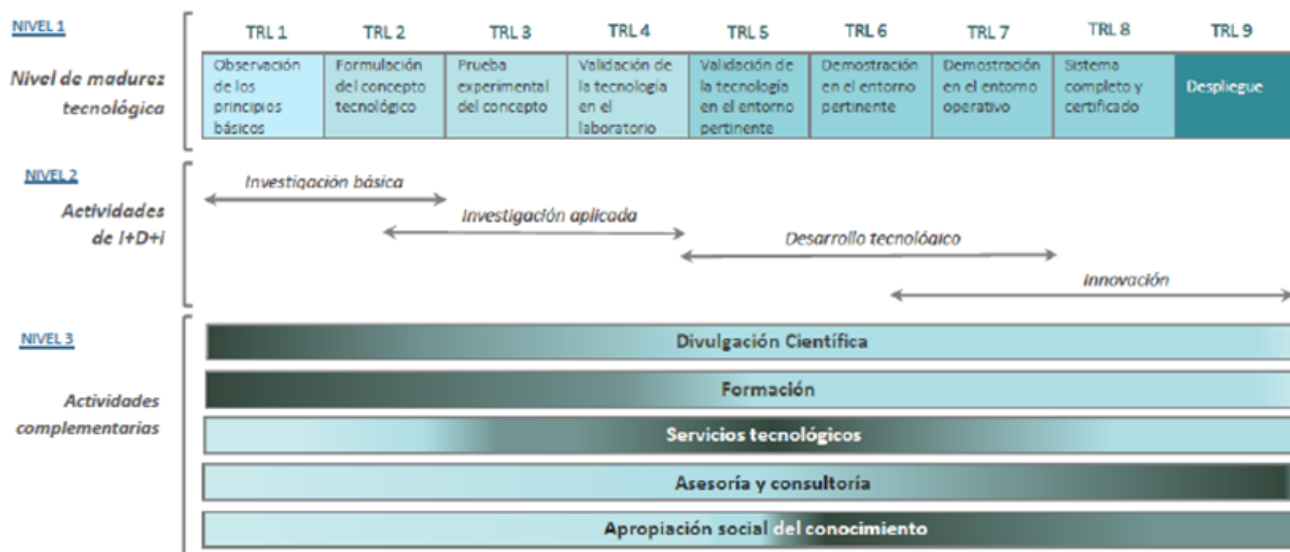 NIVEL 1
TRL 1 TRL 2 TRL 3 TRL 4 TRL 5 TRL 6 TRL 7 TRL 8 TRL 9
Nivel de madurez
tecnológica
Observación
de los
principios
básicos
Formulación
del concepto
tecnológico
Prueba
experimental
del concepto
Validación de
la tecnología
en el
laboratorio
Validación de
la tecnología
en el entorno
pertinente
Demostración
en el entorno
pertinente
Demostración
en el entorno
operativo
Sistema
completo y
certificado
Despliegue
NIVEL 2
Actividades
de I+D+i
Investigación básica
Investigación aplicada
Desarrollo tecnológico
Innovación
NIVEL 3
Actividades
complementarias
Divulgación Científica
Formación
Servicios tecnológicos
Asesoría y consultoría
Apropiación social del conocimiento